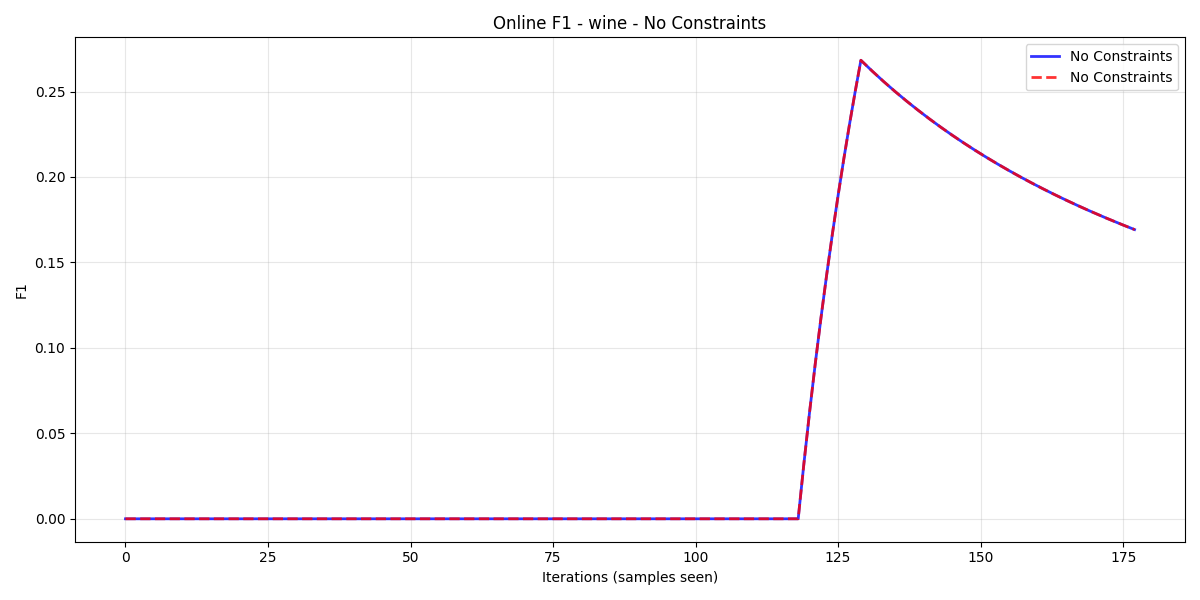 Online F1 - wine - No Constraints
No Constraints
No Constraints
F1
0.25
0.20
0.15
0.10
0.05
0.00
0 25 50 75 100 125 150 175
Iterations (samples seen)